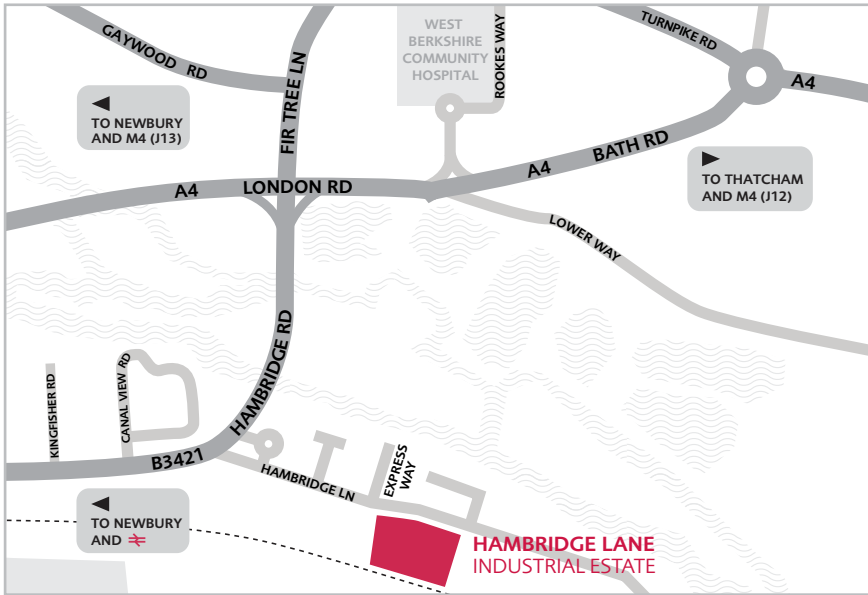 WEST
BERKSHIRE
COMMUNITY
HOSPITAL
ROOKES WAY
TURNPIKE RD
GAYWOOD RD
FIR TREE LN
A4
TO NEWBURY
AND M4 (J13)
BATH RD
A4
TO THATCHAM
AND M4 (J12)
A4 LONDON RD
LOWER WAY
HAMBRIDGE RD
KINGFISHER RD
CANAL VIEW RD
B3421
HAMBRIDGE LN
EXPRESS
WAY
TO NEWBURY
AND
HAMBRIDGE LANE
INDUSTRIAL ESTATE